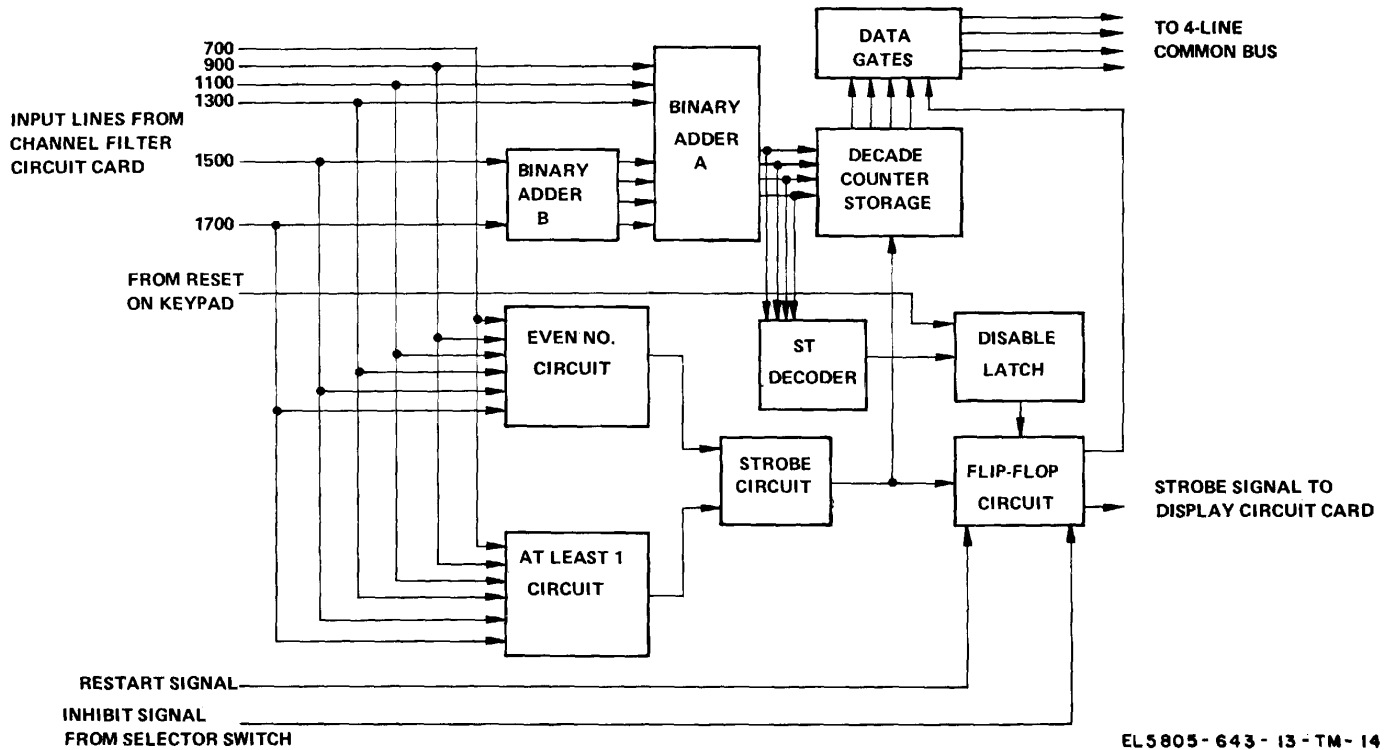 700
900
1100
1300
INPUT LINES FROM
CHANNEL FILTER
CIRCUIT CARD
1500
1700
BINARY
ADDER
B
BINARY
ADDER
A
DATA
GATES
TO 4-LINE
COMMON BUS
DECADE
COUNTER
STORAGE
FROM RESET
ON KEYPAD
EVEN NO.
CIRCUIT
ST
DECODER
DISABLE
LATCH
STROBE
CIRCUIT
FLIP-FLOP
CIRCUIT
STROBE SIGNAL TO
DISPLAY CIRCUIT CARD
AT LEAST 1
CIRCUIT
RESTART SIGNAL
INHIBIT SIGNAL
FROM SELECTOR SWITCH
EL5805-643-13-TM-14